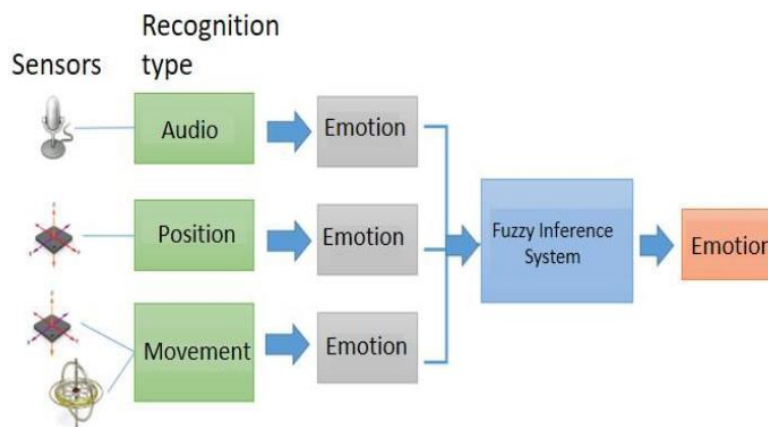 Sensors
Recognition
type
Audio
Emotion
Position
Emotion
Movement
Emotion
Fuzzy Inference
System
Emotion